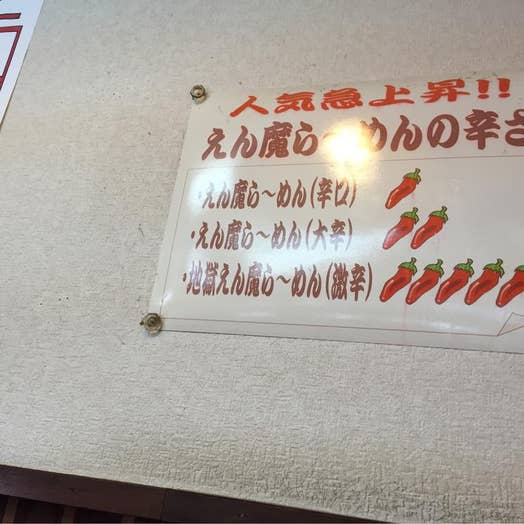 人気急上昇!!
えん魔ら～めんの辛さ
・えん魔ら～めん(辛口)
・えん魔ら～めん(大辛)
・地獄えん魔ら～めん(激辛)